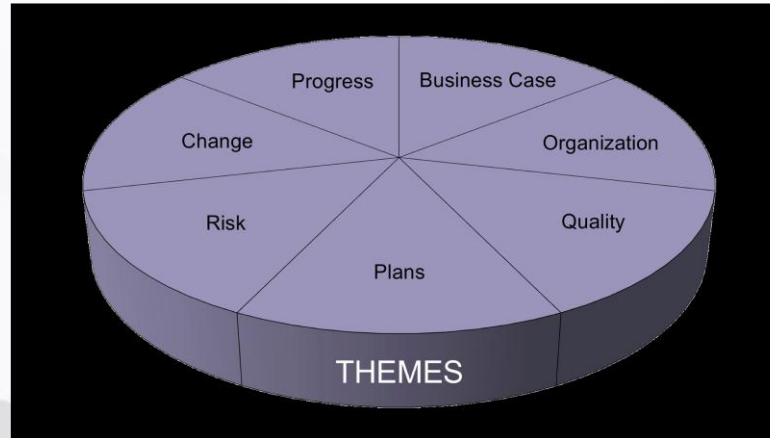 Progress
Business Case
Change
Organization
Risk
Quality
Plans
THEMES